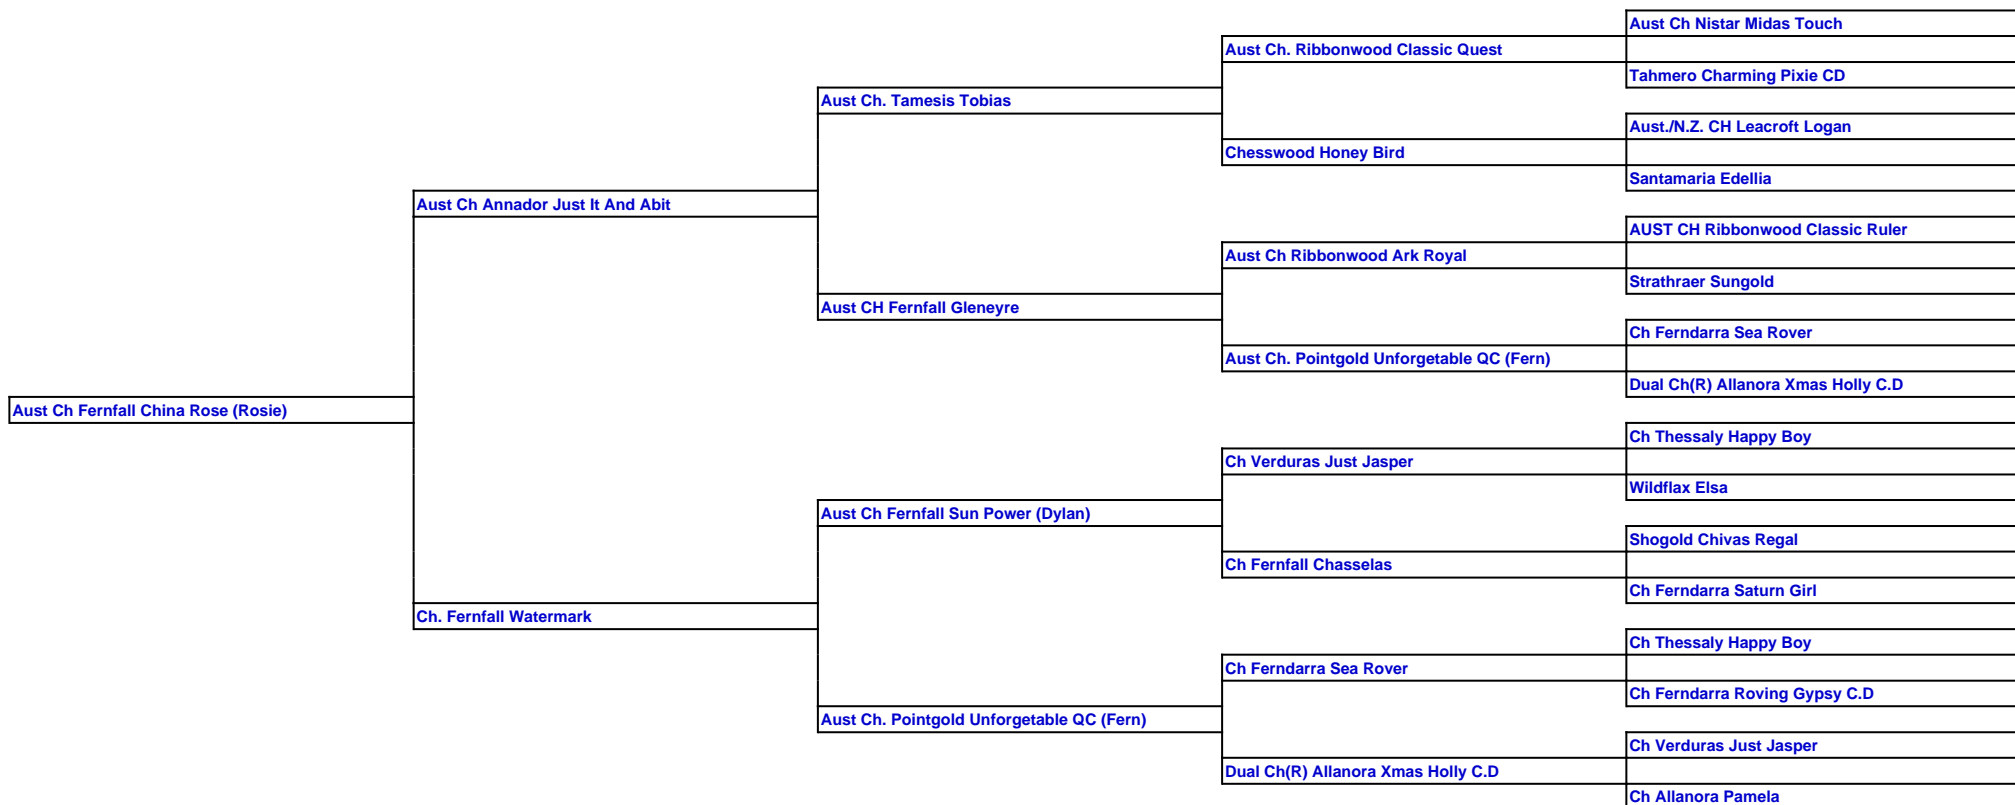 Aust Ch Nistar Midas Touch
Aust Ch. Ribbonwood Classic Quest
Tahmero Charming Pixie CD
Aust Ch. Tamesis Tobias
Aust./N.Z. CH Leacroft Logan
Chesswood Honey Bird
Santamaria Edellia
Aust Ch Annador Just It And Abit
AUST CH Ribbonwood Classic Ruler
Aust Ch Ribbonwood Ark Royal
Strathraer Sungold
Aust CH Fernfall Gleneyre
Ch Ferndarra Sea Rover
Aust Ch. Pointgold Unforgetable QC (Fern)
Dual Ch(R) Allanora Xmas Holly C.D
Aust Ch Fernfall China Rose (Rosie)
Ch Thessaly Happy Boy
Ch Verduras Just Jasper
Wildflax Elsa
Aust Ch Fernfall Sun Power (Dylan)
Shogold Chivas Regal
Ch Fernfall Chasselas
Ch Ferndarra Saturn Girl
Ch. Fernfall Watermark
Ch Thessaly Happy Boy
Ch Ferndarra Sea Rover
Ch Ferndarra Roving Gypsy C.D
Aust Ch. Pointgold Unforgetable QC (Fern)
Ch Verduras Just Jasper
Dual Ch(R) Allanora Xmas Holly C.D
Ch Allanora Pamela